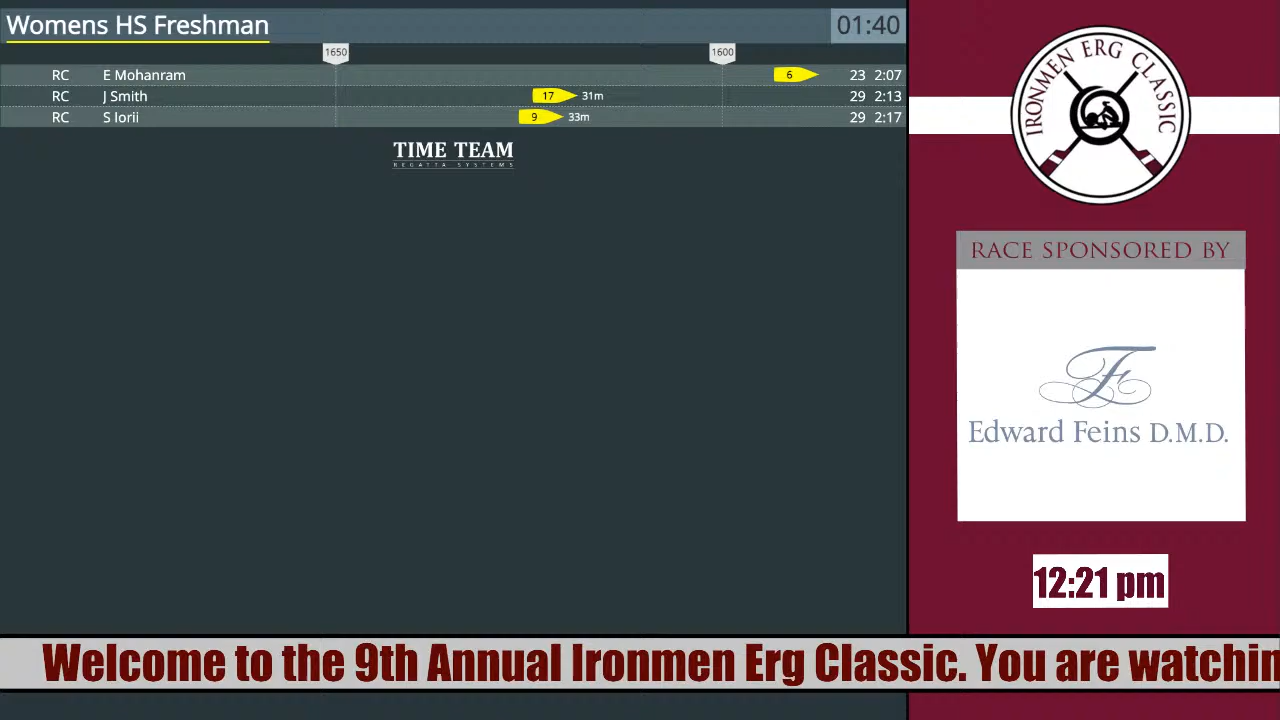 Womens HS Freshman
01:40
1650
1600
RC E Mohanram 6 23 2:07
RC J Smith 17 31m 29 2:13
RC S Iorii 9 33m 29 2:17
TIME TEAM
REGATTA SYSTEMS
IRONMEN ERG CLASSIC
RACE SPONSORED BY
F
Edward Feins D.M.D.
12:21 pm
Welcome to the 9th Annual Ironmen Erg Classic. You are watchin